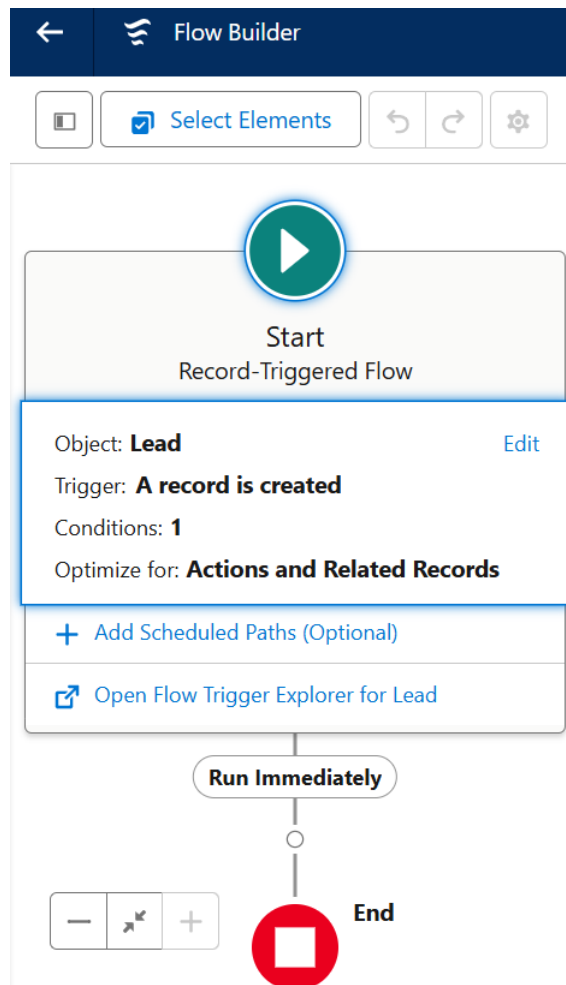 Flow Builder
Select Elements
Start
Record-Triggered Flow
Object: Lead Edit
Trigger: A record is created
Conditions: 1
Optimize for: Actions and Related Records
Add Scheduled Paths (Optional)
Open Flow Trigger Explorer for Lead
Run Immediately
End